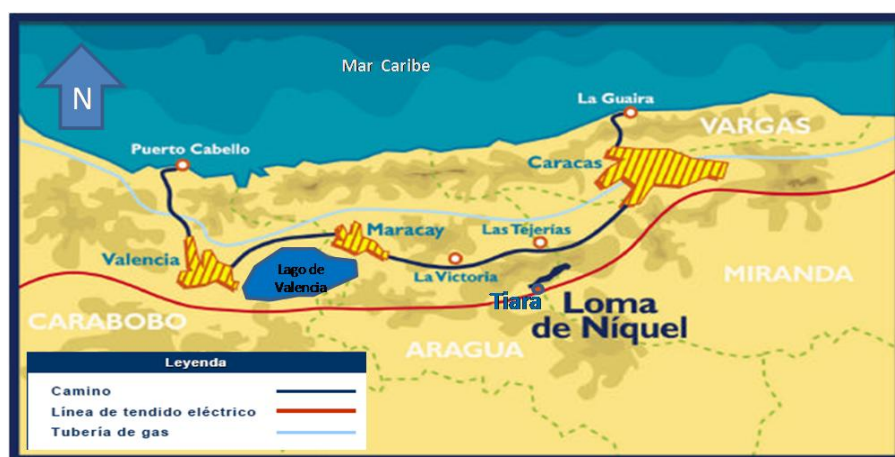 Mar Caribe
N
La Guaira
VARGAS
Puerto Cabello
Caracas
Maracay
Las Tejerías
Valencia
Lago de
Valencia
La Victoria
MIRANDA
Tiara
Loma
de Níquel
CARABOBO
ARAGUA
Leyenda
Camino
Línea de tendido eléctrico
Tubería de gas